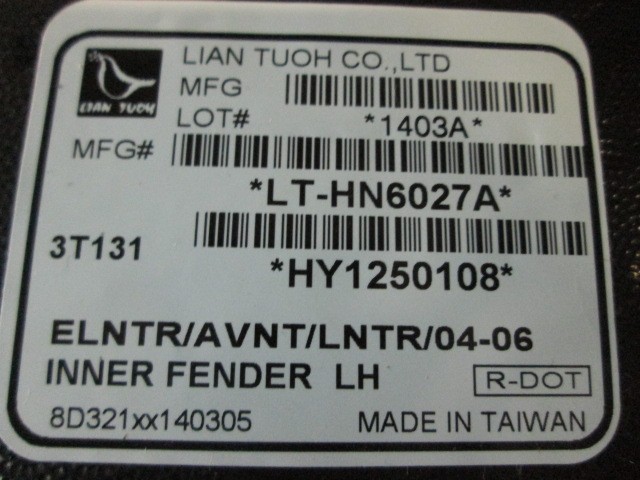 LIAN TUOH CO.,LTD
LIAN TUOH
MFG
LOT#
*1403A*
MFG#
*LT-HN6027A*
3T131
*HY1250108*
ELNTR/AVNT/LNTR/04-06
INNER FENDER LH
R-DOT
8D321xx140305
MADE IN TAIWAN